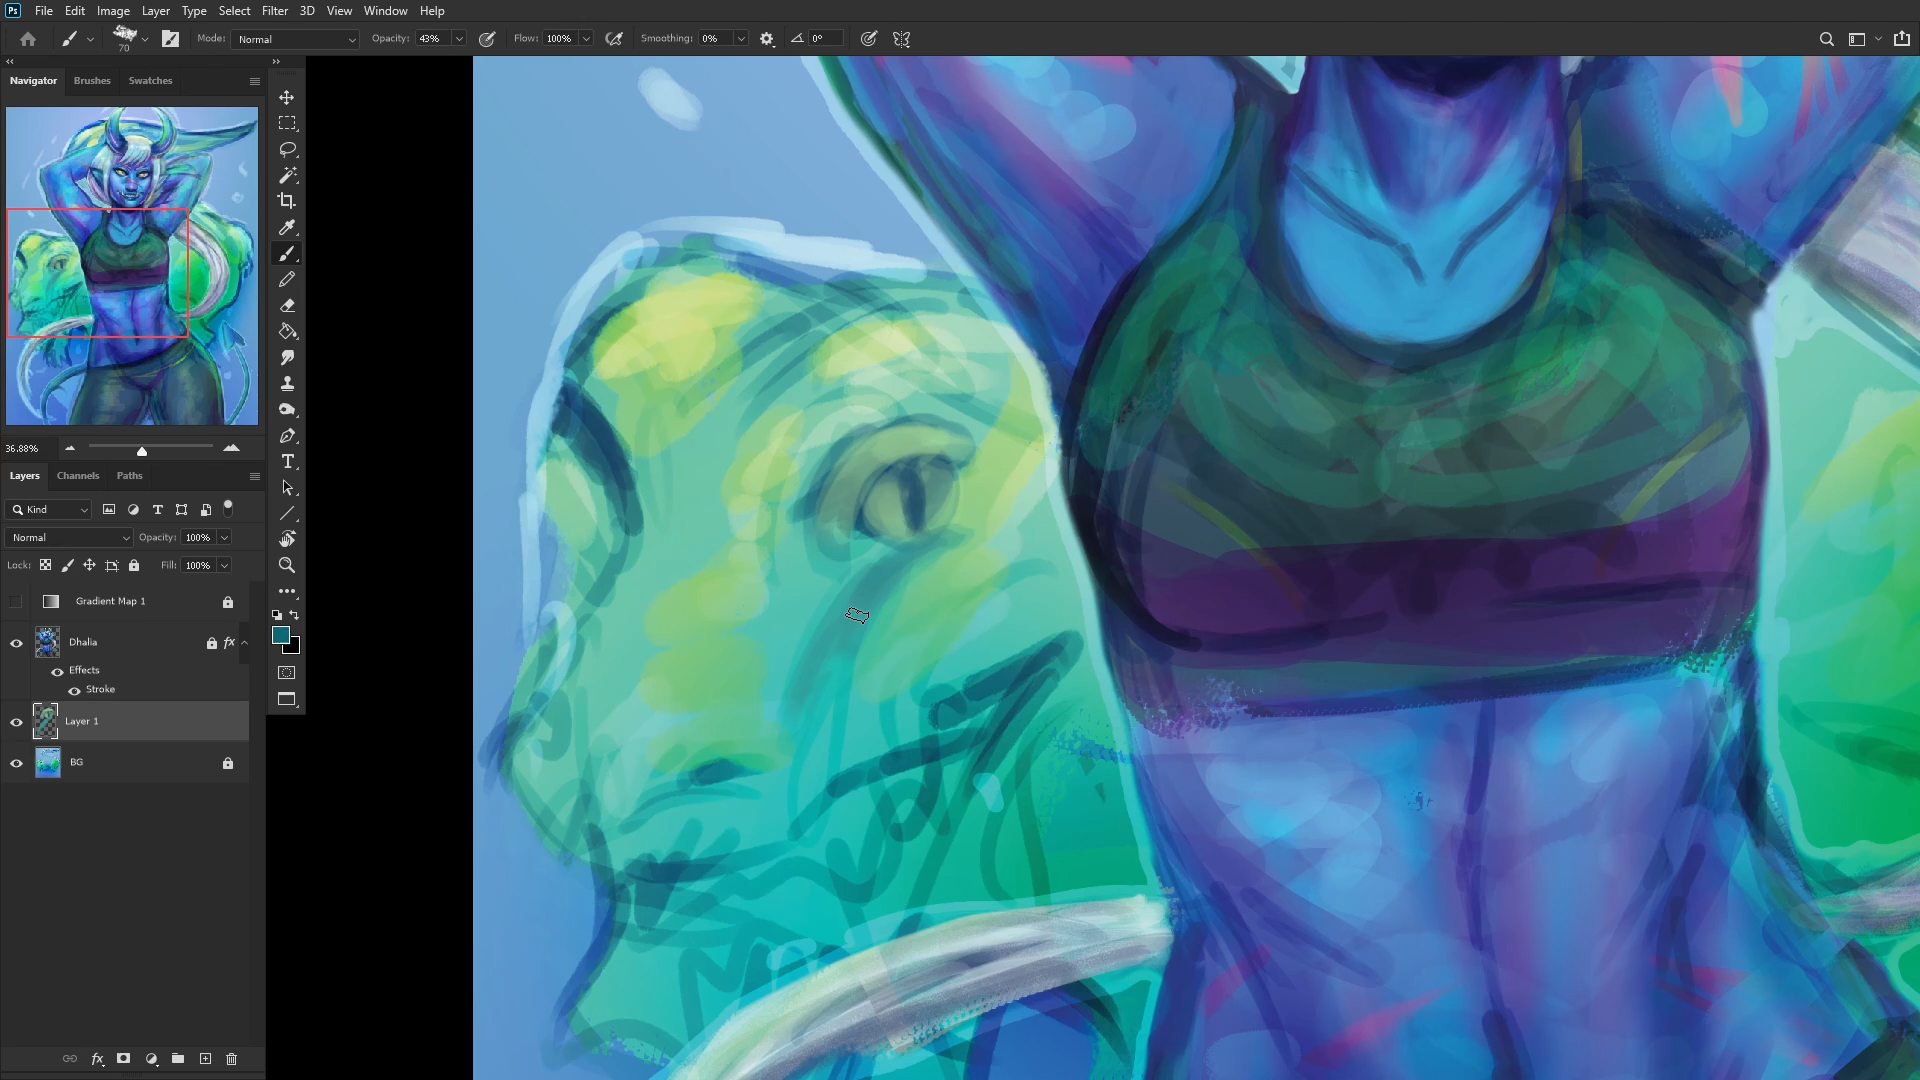 Ps File Edit Image Layer Type Select Filter 3D View Window Help
70 Mode: Normal Opacity: 43% Flow: 100% Smoothing: 0% 0°
Navigator Brushes Swatches
36.88%
Layers Channels Paths
Kind
Normal Opacity: 100%
Lock: Fill: 100%
Gradient Map 1
Dhalia fx
Effects
Stroke
Layer 1
BG
fx